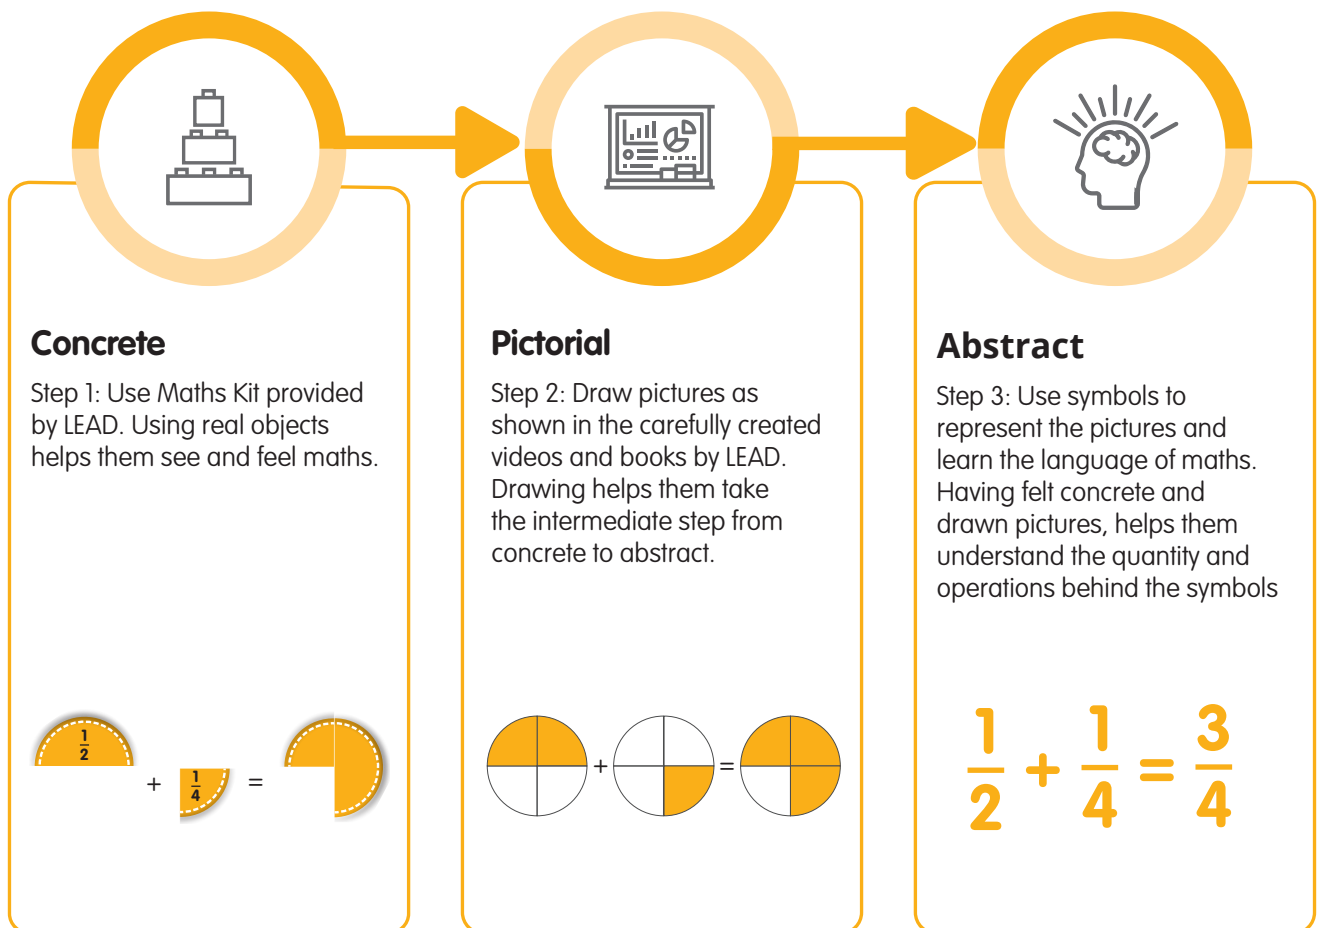 Concrete
Step 1: Use Maths Kit provided
by LEAD. Using real objects
helps them see and feel maths.
1/2 + 1/4 =
Pictorial
Step 2: Draw pictures as
shown in the carefully created
videos and books by LEAD.
Drawing helps them take
the intermediate step from
concrete to abstract.
+ =
Abstract
Step 3: Use symbols to
represent the pictures and
learn the language of maths.
Having felt concrete and
drawn pictures, helps them
understand the quantity and
operations behind the symbols
1/2 + 1/4 = 3/4